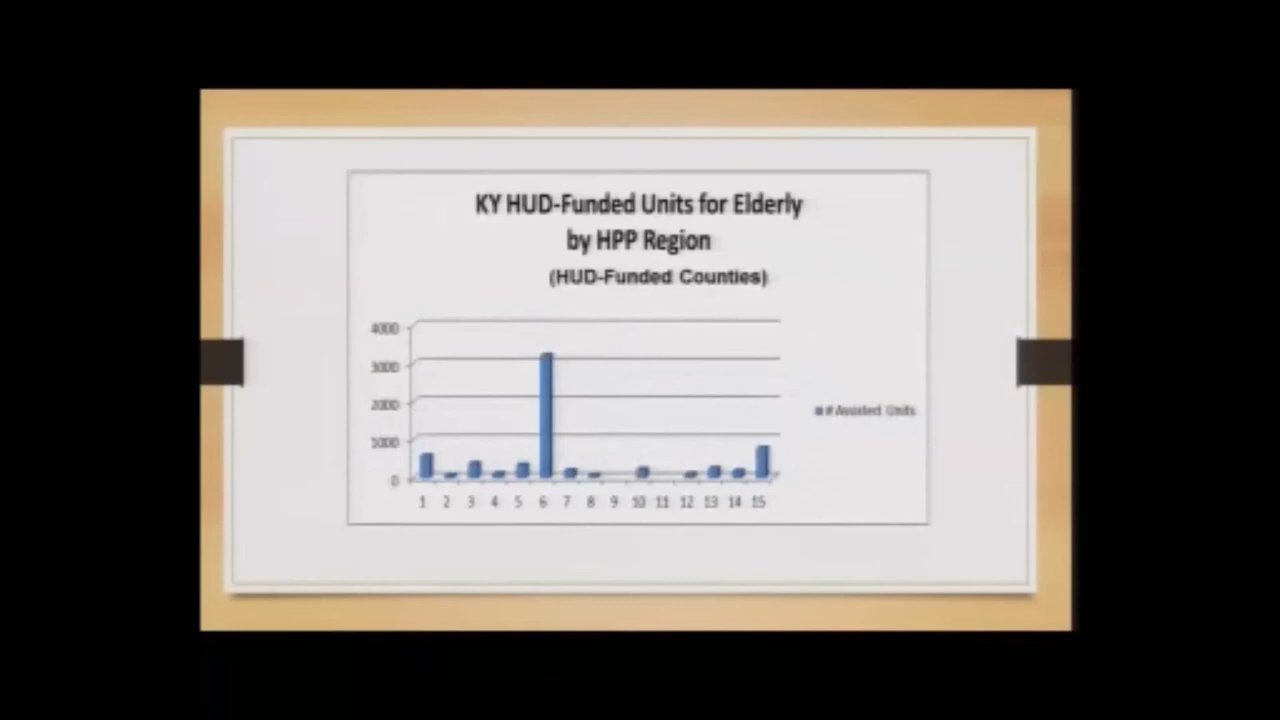 KY HUD-Funded Units for Elderly
by HPP Region
(HUD-Funded Counties)
4000
3000
2000
1000
0
1 2 3 4 5 6 7 8 9 10 11 12 13 14 15
# Assisted Units